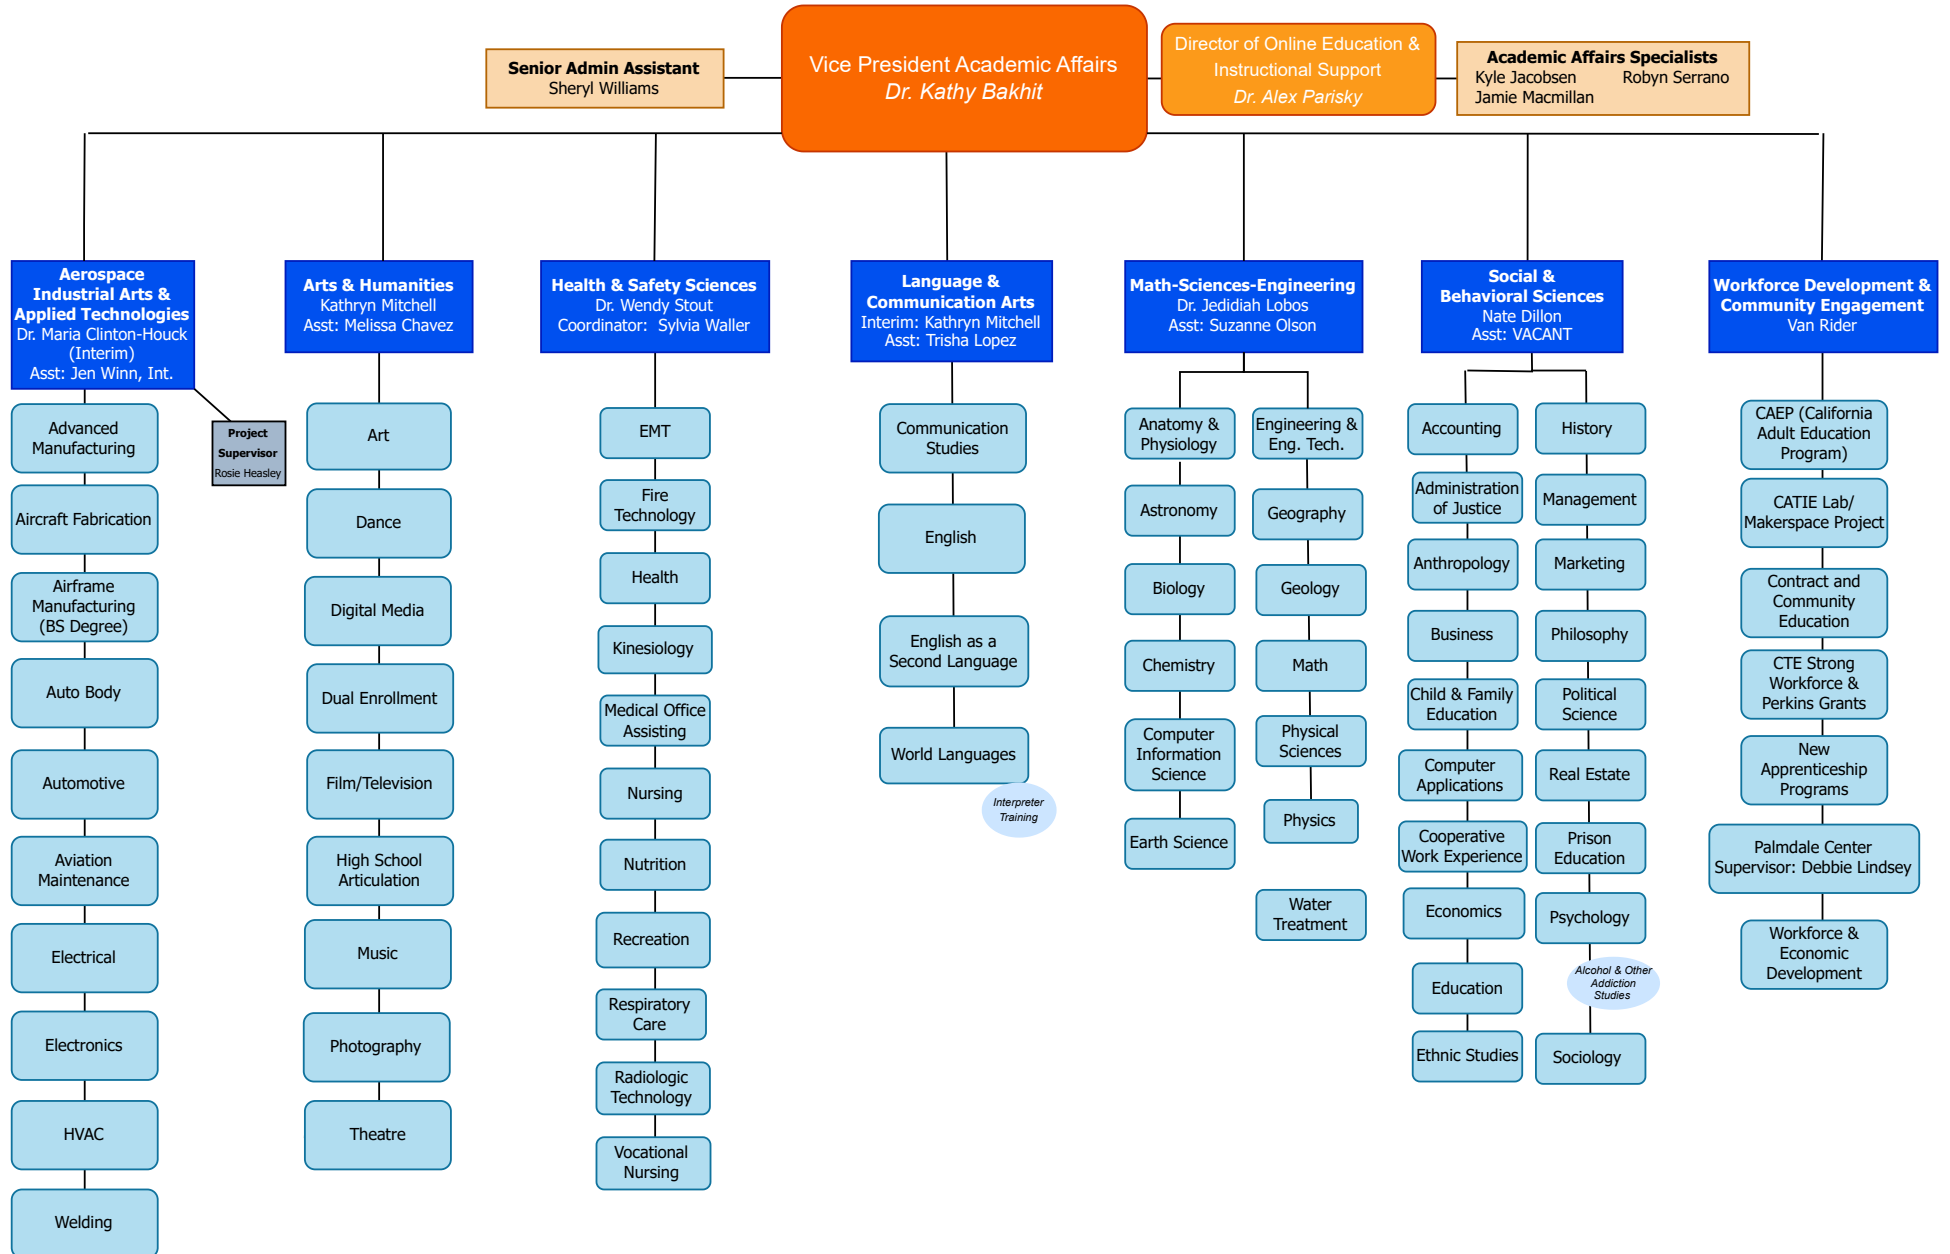 Vice President Academic Affairs
Dr. Kathy Bakhit
Senior Admin Assistant
Sheryl Williams
Director of Online Education &
Instructional Support
Dr. Alex Parisky
Academic Affairs Specialists
Kyle Jacobsen Robyn Serrano
Jamie Macmillan
Aerospace
Industrial Arts &
Applied Technologies
Dr. Maria Clinton-Houck
(Interim)
Asst: Jen Winn, Int.
Project
Supervisor
Rosie Heasley
Advanced
Manufacturing
Aircraft Fabrication
Airframe
Manufacturing
(BS Degree)
Auto Body
Automotive
Aviation
Maintenance
Electrical
Electronics
HVAC
Welding
Arts & Humanities
Kathryn Mitchell
Asst: Melissa Chavez
Art
Dance
Digital Media
Dual Enrollment
Film/Television
High School
Articulation
Music
Photography
Theatre
Health & Safety Sciences
Dr. Wendy Stout
Coordinator: Sylvia Waller
EMT
Fire
Technology
Health
Kinesiology
Medical Office
Assisting
Nursing
Nutrition
Recreation
Respiratory
Care
Radiologic
Technology
Vocational
Nursing
Language &
Communication Arts
Interim: Kathryn Mitchell
Asst: Trisha Lopez
Communication
Studies
English
English as a
Second Language
World Languages
Interpreter
Training
Math-Sciences-Engineering
Dr. Jedidiah Lobos
Asst: Suzanne Olson
Anatomy &
Physiology
Astronomy
Biology
Chemistry
Computer
Information
Science
Earth Science
Engineering &
Eng. Tech.
Geography
Geology
Math
Physical
Sciences
Physics
Water
Treatment
Social &
Behavioral Sciences
Nate Dillon
Asst: VACANT
Accounting
Administration
of Justice
Anthropology
Business
Child & Family
Education
Computer
Applications
Cooperative
Work Experience
Economics
Education
Ethnic Studies
History
Management
Marketing
Philosophy
Political
Science
Real Estate
Prison
Education
Psychology
Alcohol & Other
Addiction
Studies
Sociology
Workforce Development &
Community Engagement
Van Rider
CAEP (California
Adult Education
Program)
CATIE Lab/
Makerspace Project
Contract and
Community
Education
CTE Strong
Workforce &
Perkins Grants
New
Apprenticeship
Programs
Palmdale Center
Supervisor: Debbie Lindsey
Workforce &
Economic
Development